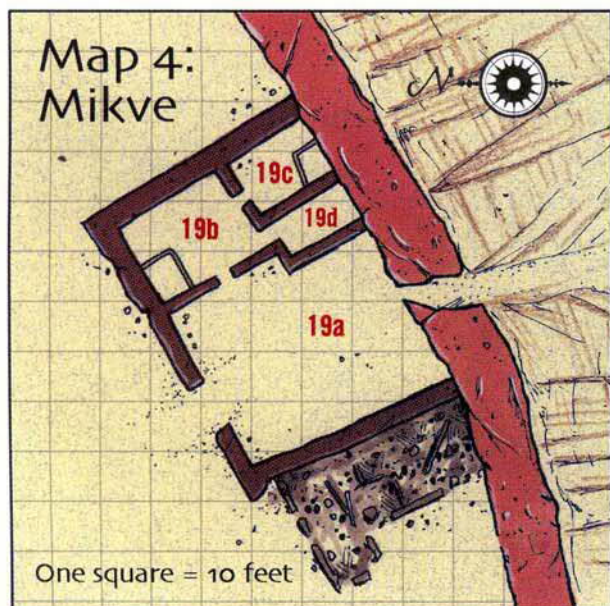 Map 4:
Mikve
N
19c
19b
19d
19a
One square = 10 feet